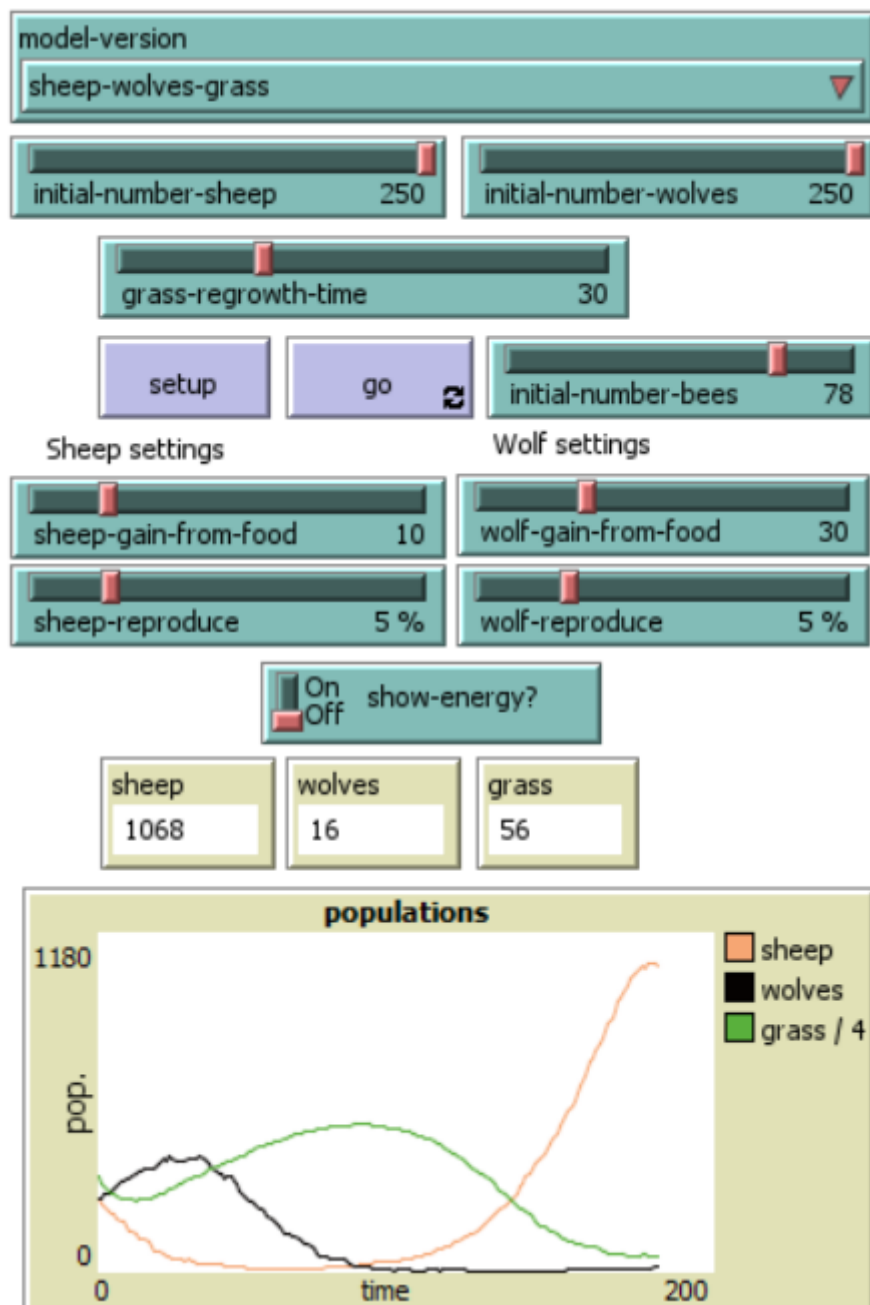 model-version
sheep-wolves-grass
initial-number-sheep 250
initial-number-wolves 250
grass-regrowth-time 30
setup
go
initial-number-bees 78
Sheep settings
Wolf settings
sheep-gain-from-food 10
wolf-gain-from-food 30
sheep-reproduce 5 %
wolf-reproduce 5 %
On
Off
show-energy?
sheep
1068
wolves
16
grass
56
populations
1180
pop.
0
0
time
200
sheep
wolves
grass / 4